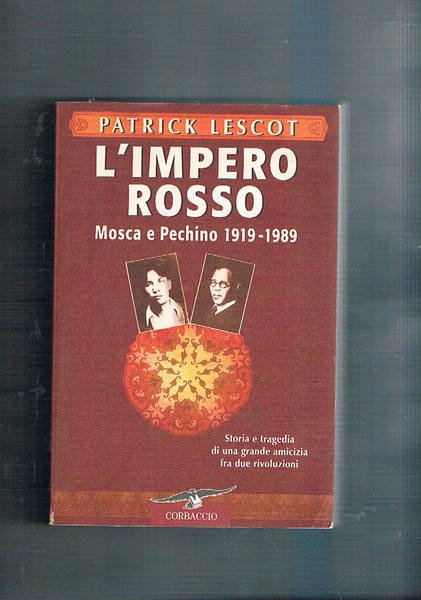 PATRICK LESCOT
L'IMPERO
ROSSO
Mosca e Pechino 1919-1989
Storia e tragedia
di una grande amicizia
fra due rivoluzioni
CORBACCIO